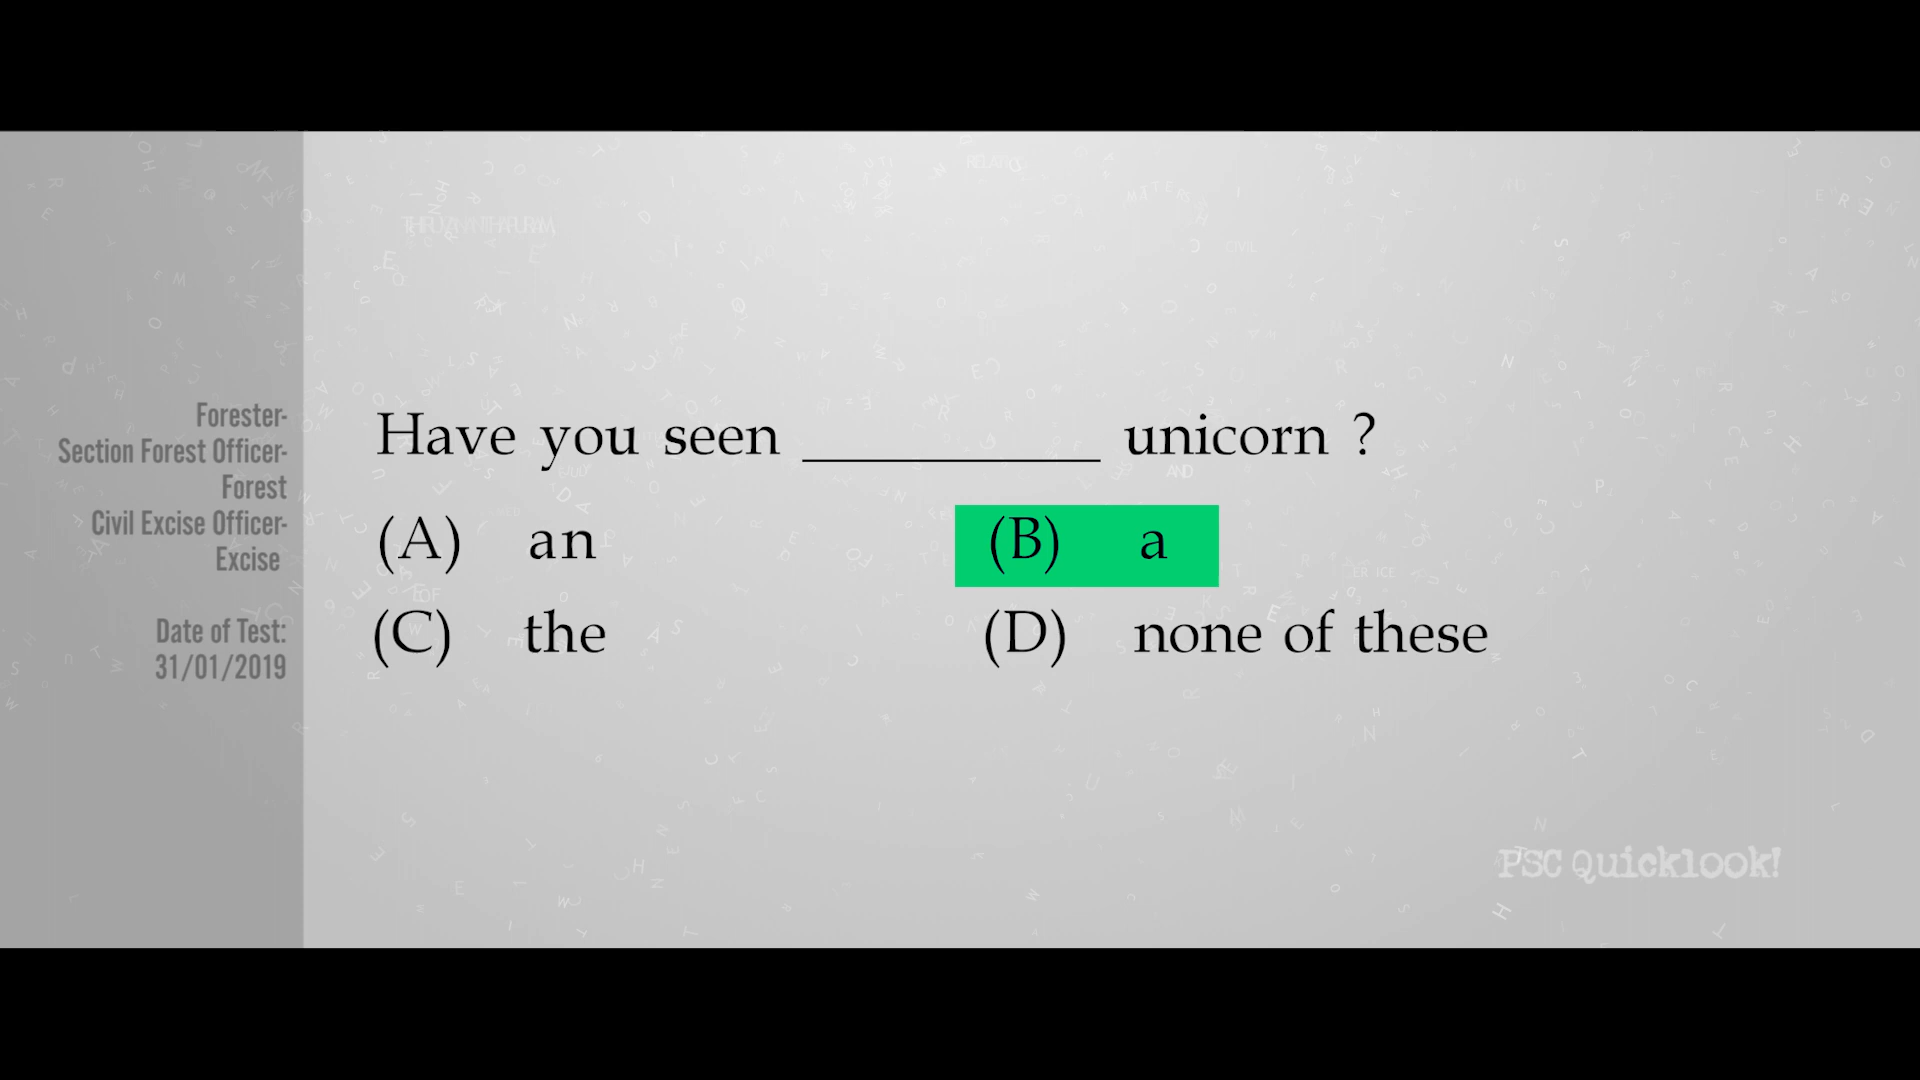 Forester-
Section Forest Officer-
Forest
Civil Excise Officer-
Excise
Date of Test:
31/01/2019
Have you seen __________ unicorn ?
(A) an (B) a
(C) the (D) none of these
PSC Quicklook!